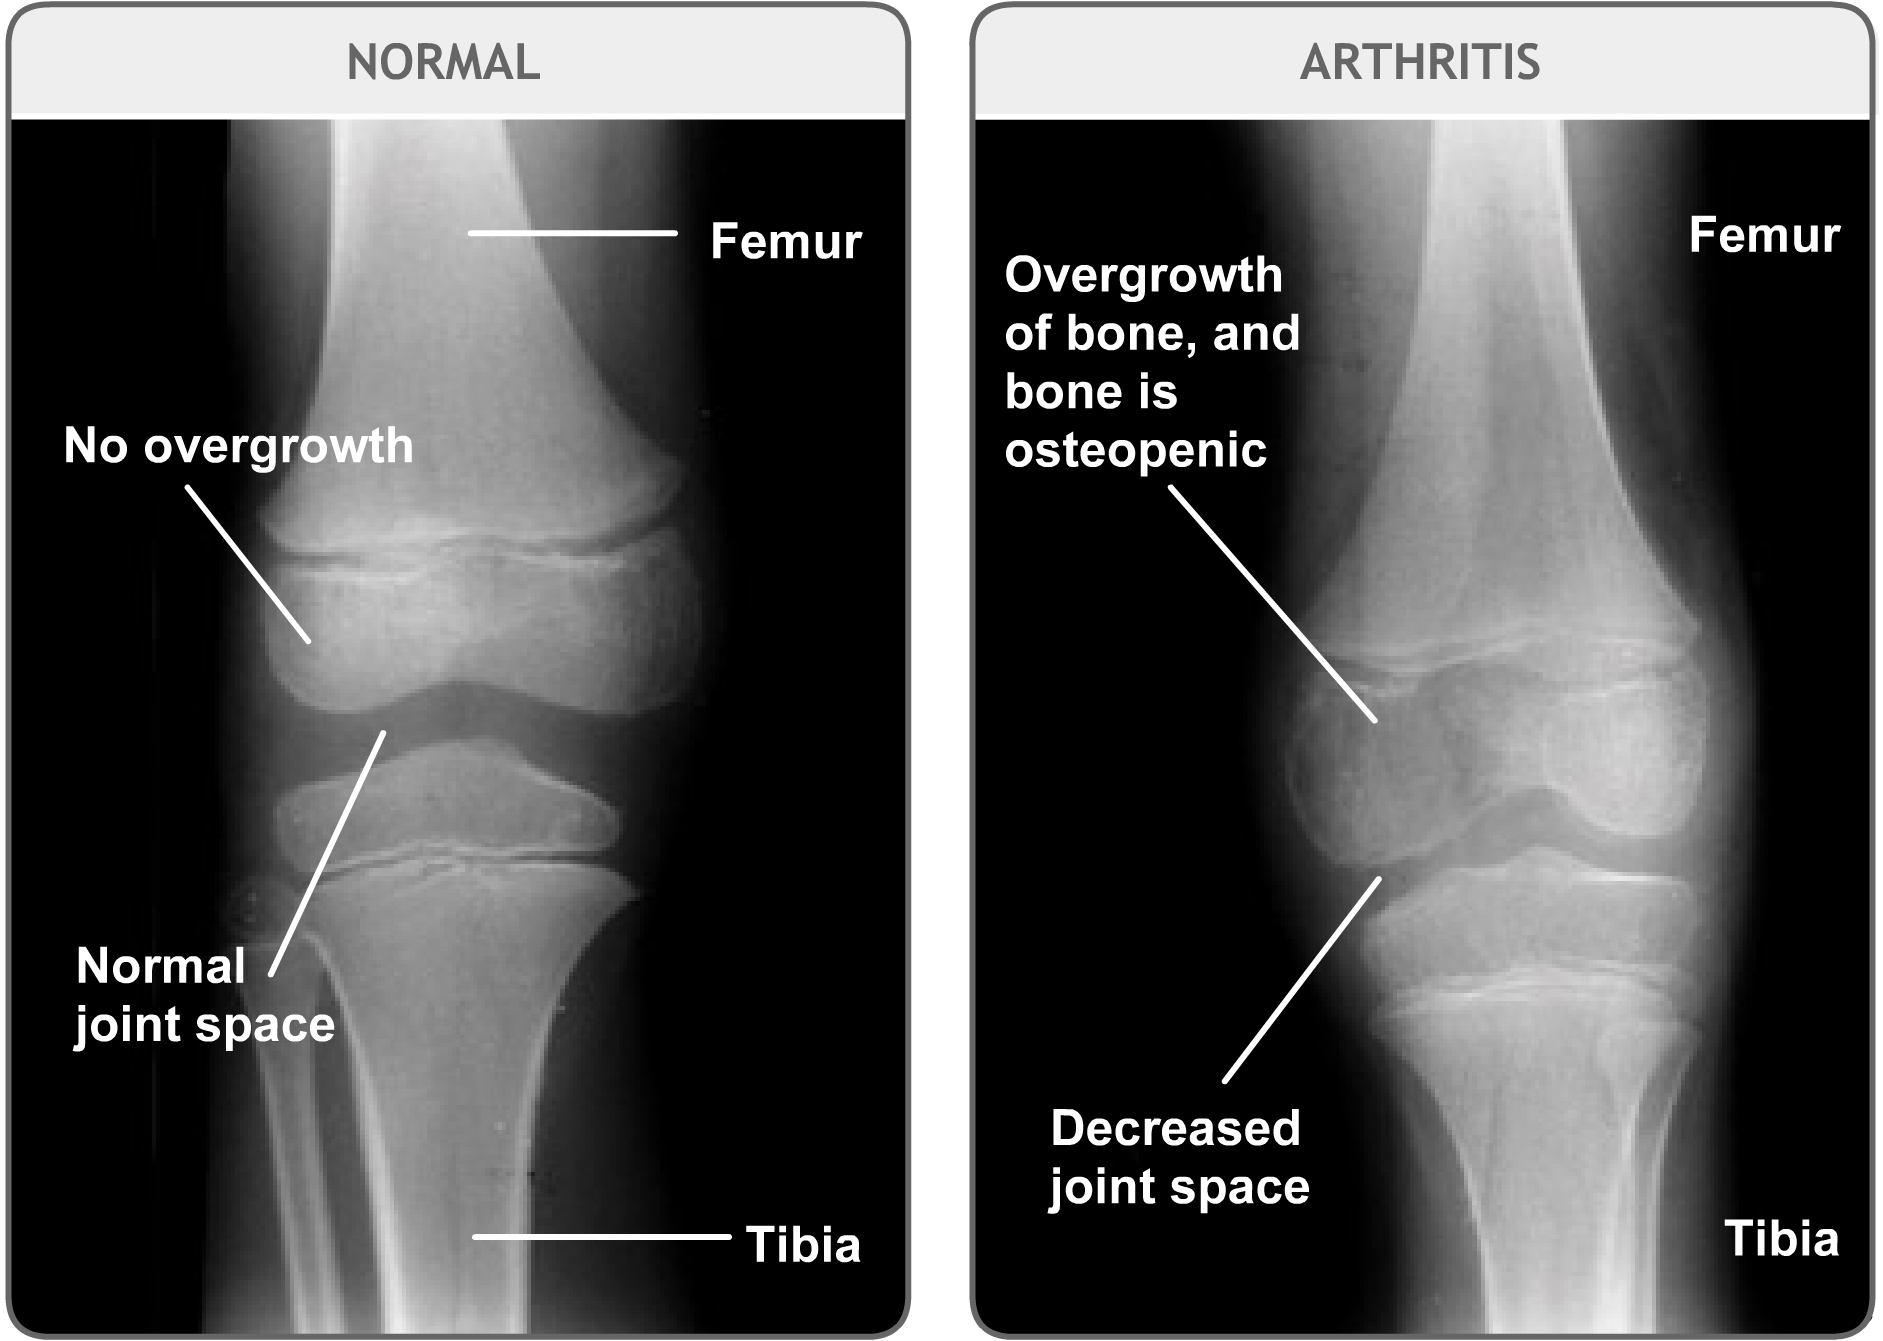 NORMAL
Femur
No overgrowth
Normal
joint space
Tibia
ARTHRITIS
Femur
Overgrowth
of bone, and
bone is
osteopenic
Decreased
joint space
Tibia